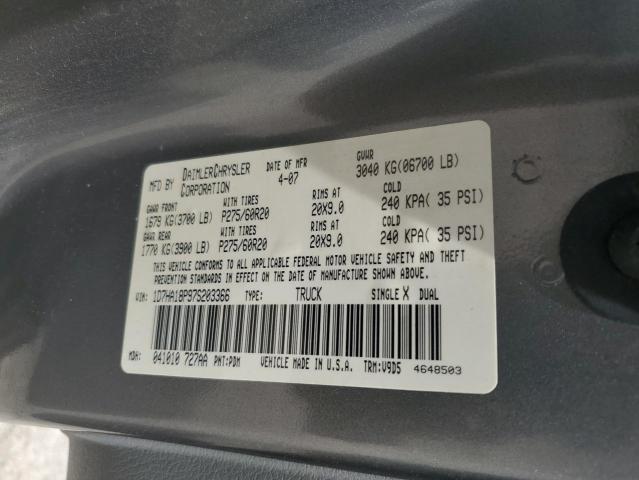 MFD BY DAIMLERCHRYSLER CORPORATION DATE OF MFR 4-07 GVWR 3040 KG(06700 LB)
GAWR FRONT WITH TIRES RIMS AT COLD
1679 KG(3700 LB) P275/60R20 20X9.0 240 KPA( 35 PSI)
GAWR REAR WITH TIRES RIMS AT COLD
1770 KG(3900 LB) P275/60R20 20X9.0 240 KPA( 35 PSI)
THIS VEHICLE CONFORMS TO ALL APPLICABLE FEDERAL MOTOR VEHICLE SAFETY AND THEFT
PREVENTION STANDARDS IN EFFECT ON THE DATE OF MANUFACTURE SHOWN ABOVE.
VIN: 1D7HA18P97S203366 TYPE: TRUCK SINGLE X DUAL
MDH: 041010 727AA PNT:PDM VEHICLE MADE IN U.S.A. TRM:V9D5 4648503